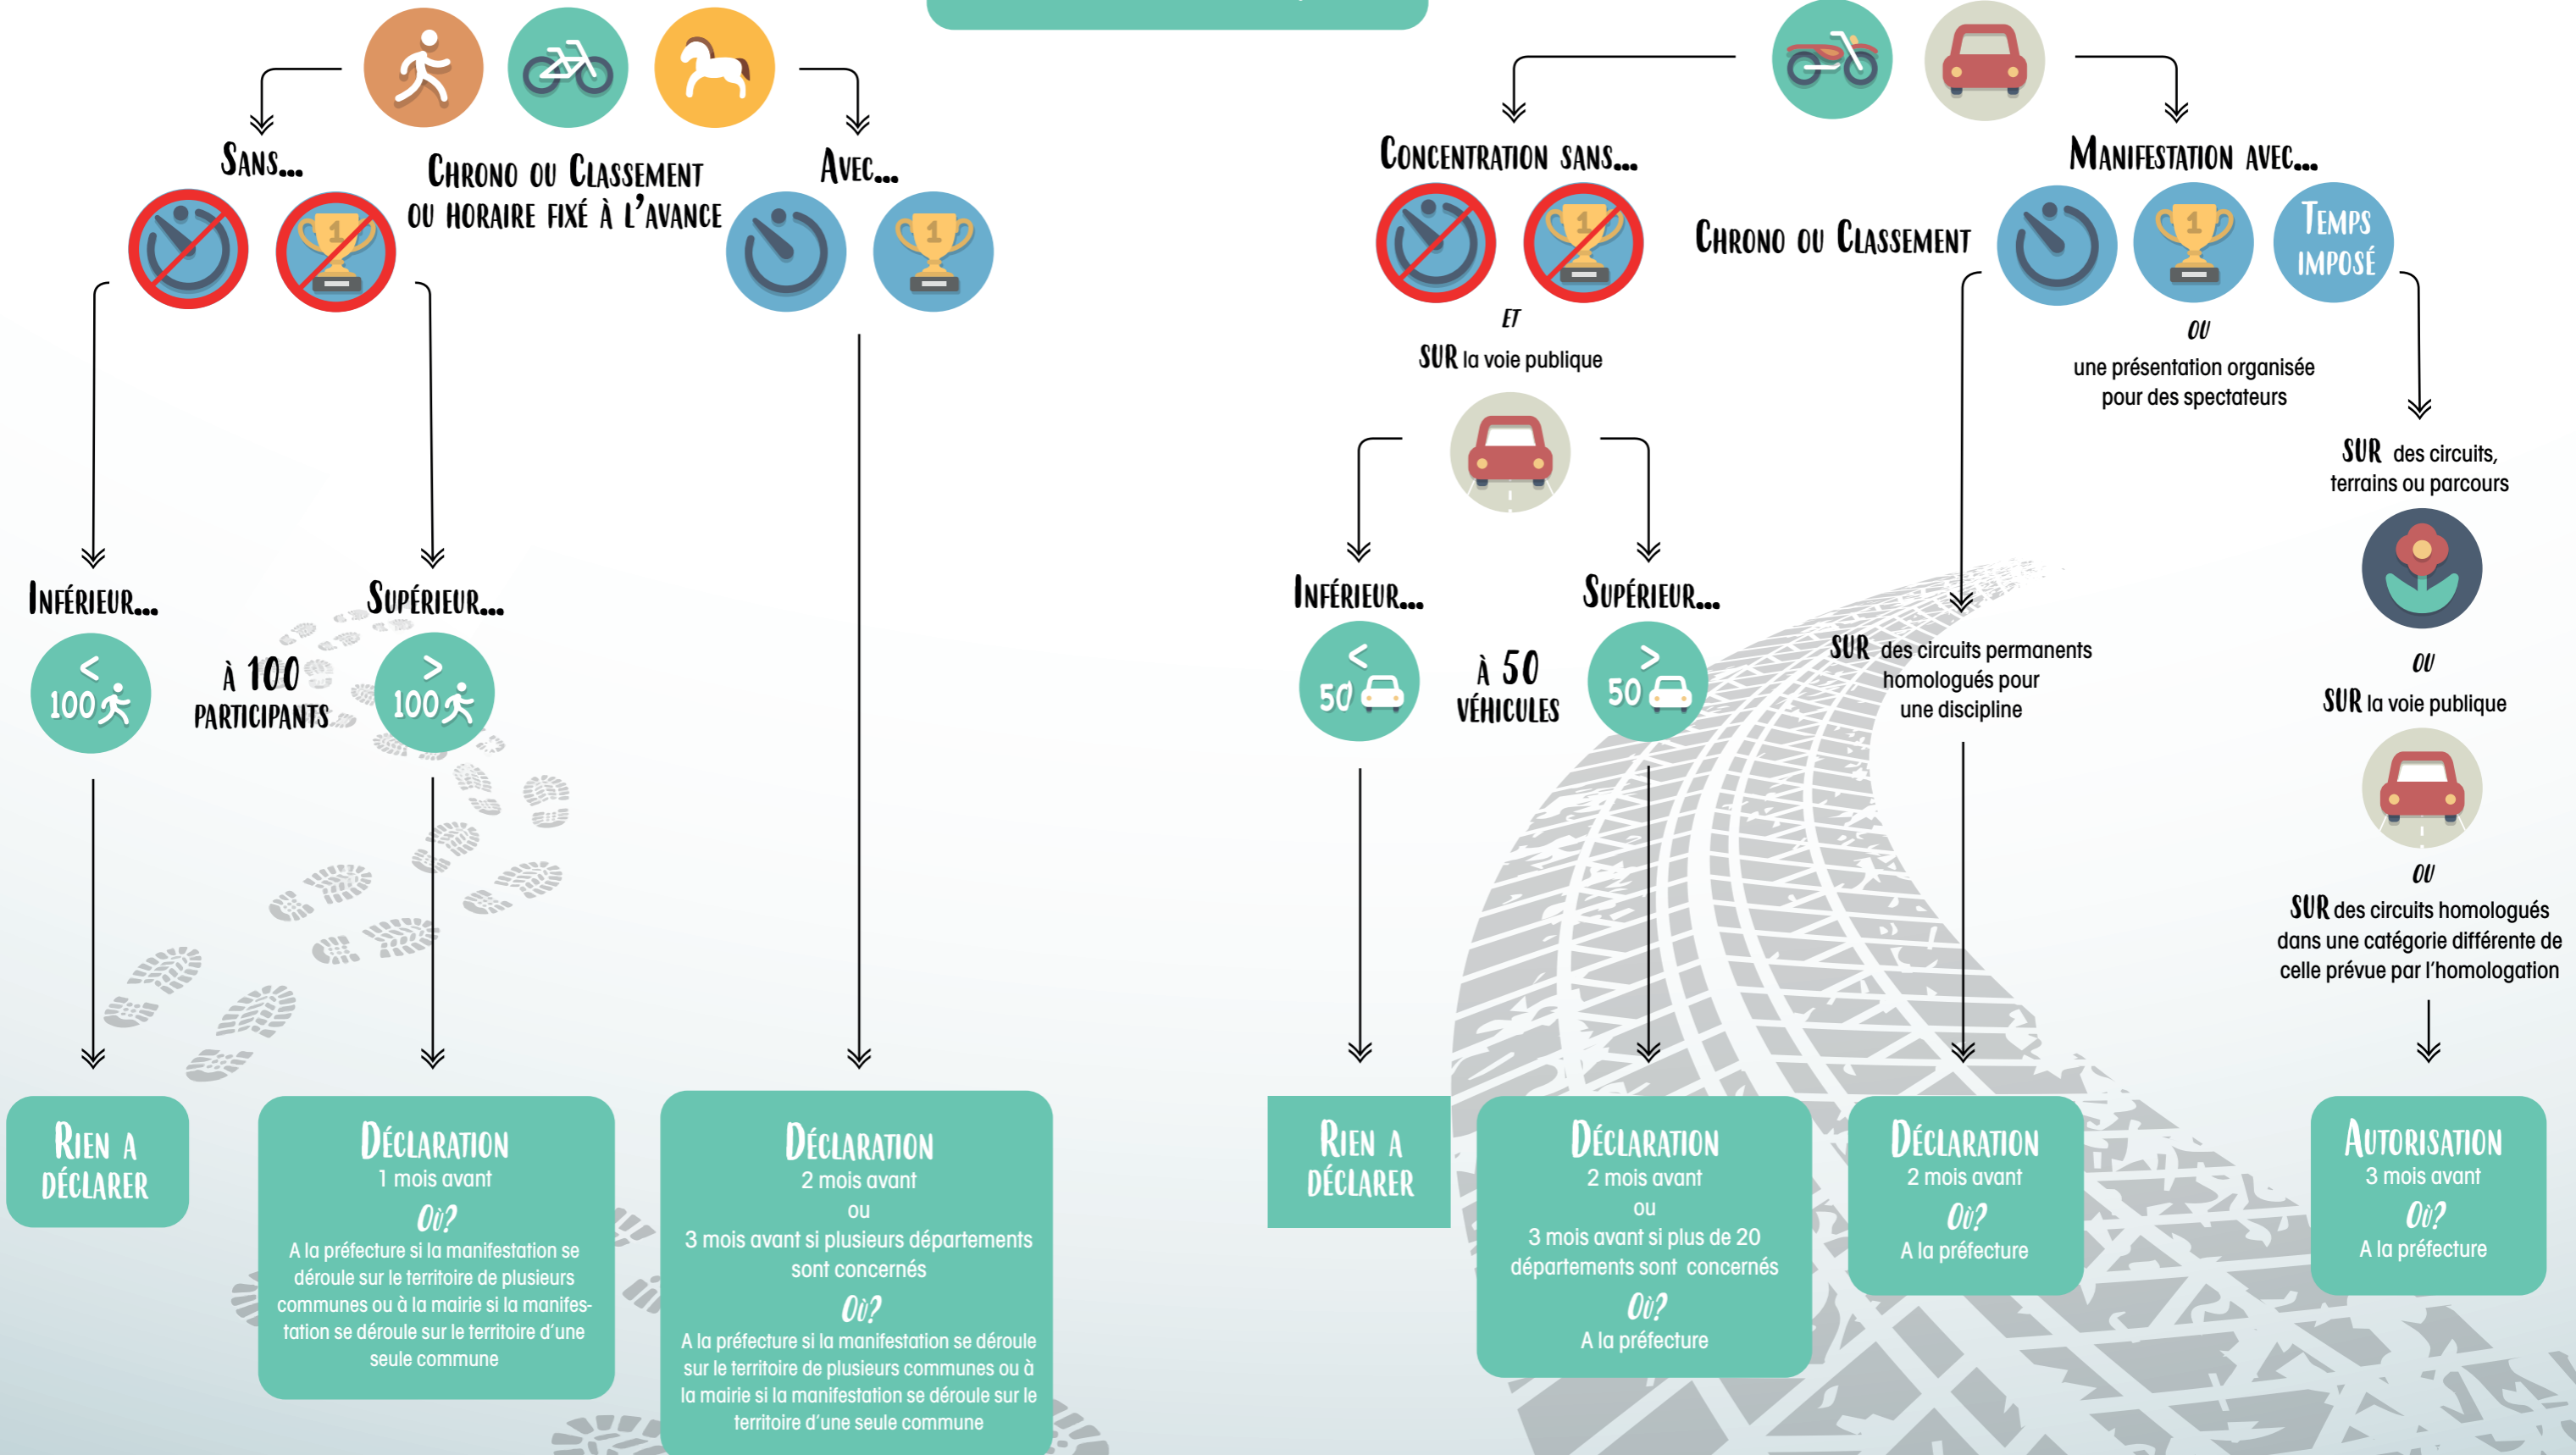 Sans...
Chrono ou Classement
ou horaire fixé à l'avance
Avec...
1
1
Inférieur...
Supérieur...
<
100
à 100
participants
>
100
Rien a
déclarer
Déclaration
1 mois avant
Où?
A la préfecture si la manifestation se
déroule sur le territoire de plusieurs
communes ou à la mairie si la manifes-
tation se déroule sur le territoire d'une
seule commune
Déclaration
2 mois avant
ou
3 mois avant si plusieurs départements
sont concernés
Où?
A la préfecture si la manifestation se déroule
sur le territoire de plusieurs communes ou à
la mairie si la manifestation se déroule sur le
territoire d'une seule commune
Concentration sans...
1
et
SUR la voie publique
Chrono ou Classement
Manifestation avec...
1
Temps
imposé
ou
une présentation organisée
pour des spectateurs
Inférieur...
Supérieur...
<
50
à 50
véhicules
>
50
SUR des circuits permanents
homologués pour
une discipline
SUR des circuits,
terrains ou parcours
ou
SUR la voie publique
ou
SUR des circuits homologués
dans une catégorie différente de
celle prévue par l'homologation
Rien a
déclarer
Déclaration
2 mois avant
ou
3 mois avant si plus de 20
départements sont concernés
Où?
A la préfecture
Déclaration
2 mois avant
Où?
A la préfecture
Autorisation
3 mois avant
Où?
A la préfecture